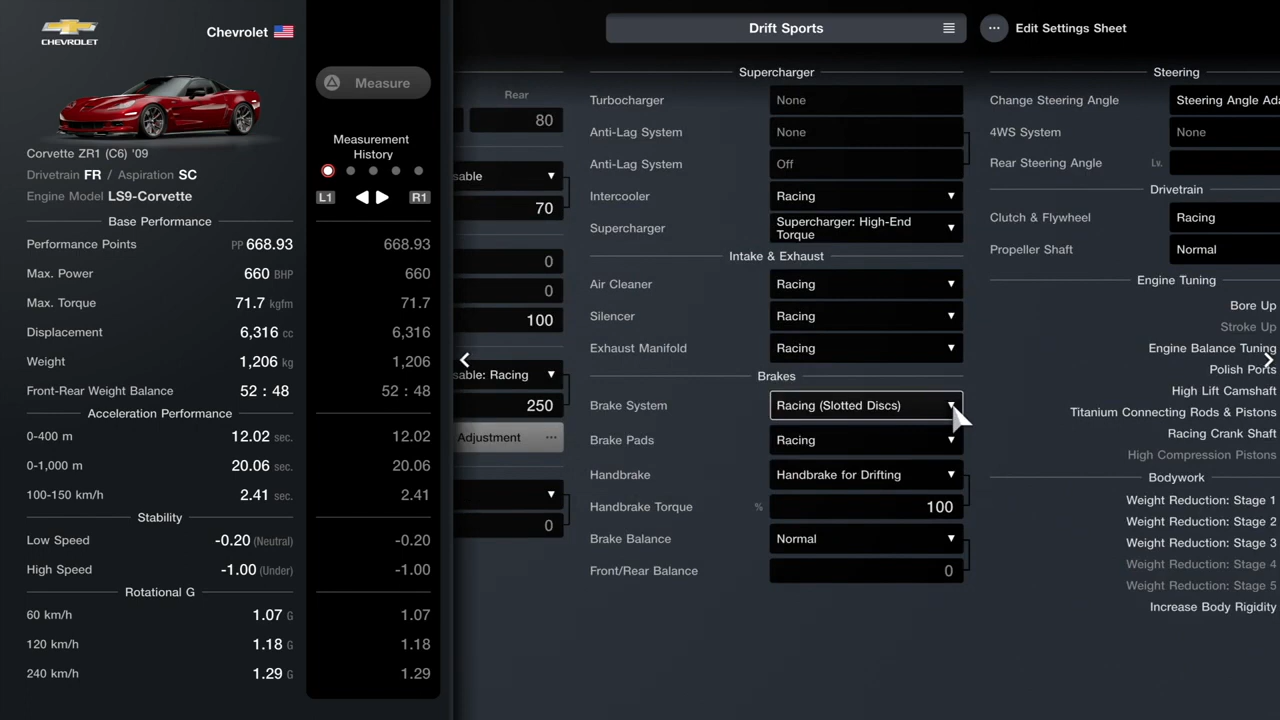 CHEVROLET
Chevrolet
Corvette ZR1 (C6) '09
Drivetrain FR / Aspiration SC
Engine Model LS9-Corvette
Base Performance
Performance Points PP 668.93
Max. Power 660 BHP
Max. Torque 71.7 kgfm
Displacement 6,316 cc
Weight 1,206 kg
Front-Rear Weight Balance 52 : 48
Acceleration Performance
0-400 m 12.02 sec.
0-1,000 m 20.06 sec.
100-150 km/h 2.41 sec.
Stability
Low Speed -0.20 (Neutral)
High Speed -1.00 (Under)
Rotational G
60 km/h 1.07 G
120 km/h 1.18 G
240 km/h 1.29 G
Measure
Measurement
History
L1 R1
668.93
660
71.7
6,316
1,206
52 : 48
12.02
20.06
2.41
-0.20
-1.00
1.07
1.18
1.29
Drift Sports
Edit Settings Sheet
Rear
80
sable
70
0
0
100
sable: Racing
250
Adjustment
0
Supercharger
Turbocharger None
Anti-Lag System None
Anti-Lag System Off
Intercooler Racing
Supercharger Supercharger: High-End
Torque
Intake & Exhaust
Air Cleaner Racing
Silencer Racing
Exhaust Manifold Racing
Brakes
Brake System Racing (Slotted Discs)
Brake Pads Racing
Handbrake Handbrake for Drifting
Handbrake Torque % 100
Brake Balance Normal
Front/Rear Balance 0
Steering
Change Steering Angle Steering Angle Ada
4WS System None
Rear Steering Angle Lv.
Drivetrain
Clutch & Flywheel Racing
Propeller Shaft Normal
Engine Tuning
Bore Up
Stroke Up
Engine Balance Tuning
Polish Ports
High Lift Camshaft
Titanium Connecting Rods & Pistons
Racing Crank Shaft
High Compression Pistons
Bodywork
Weight Reduction: Stage 1
Weight Reduction: Stage 2
Weight Reduction: Stage 3
Weight Reduction: Stage 4
Weight Reduction: Stage 5
Increase Body Rigidity